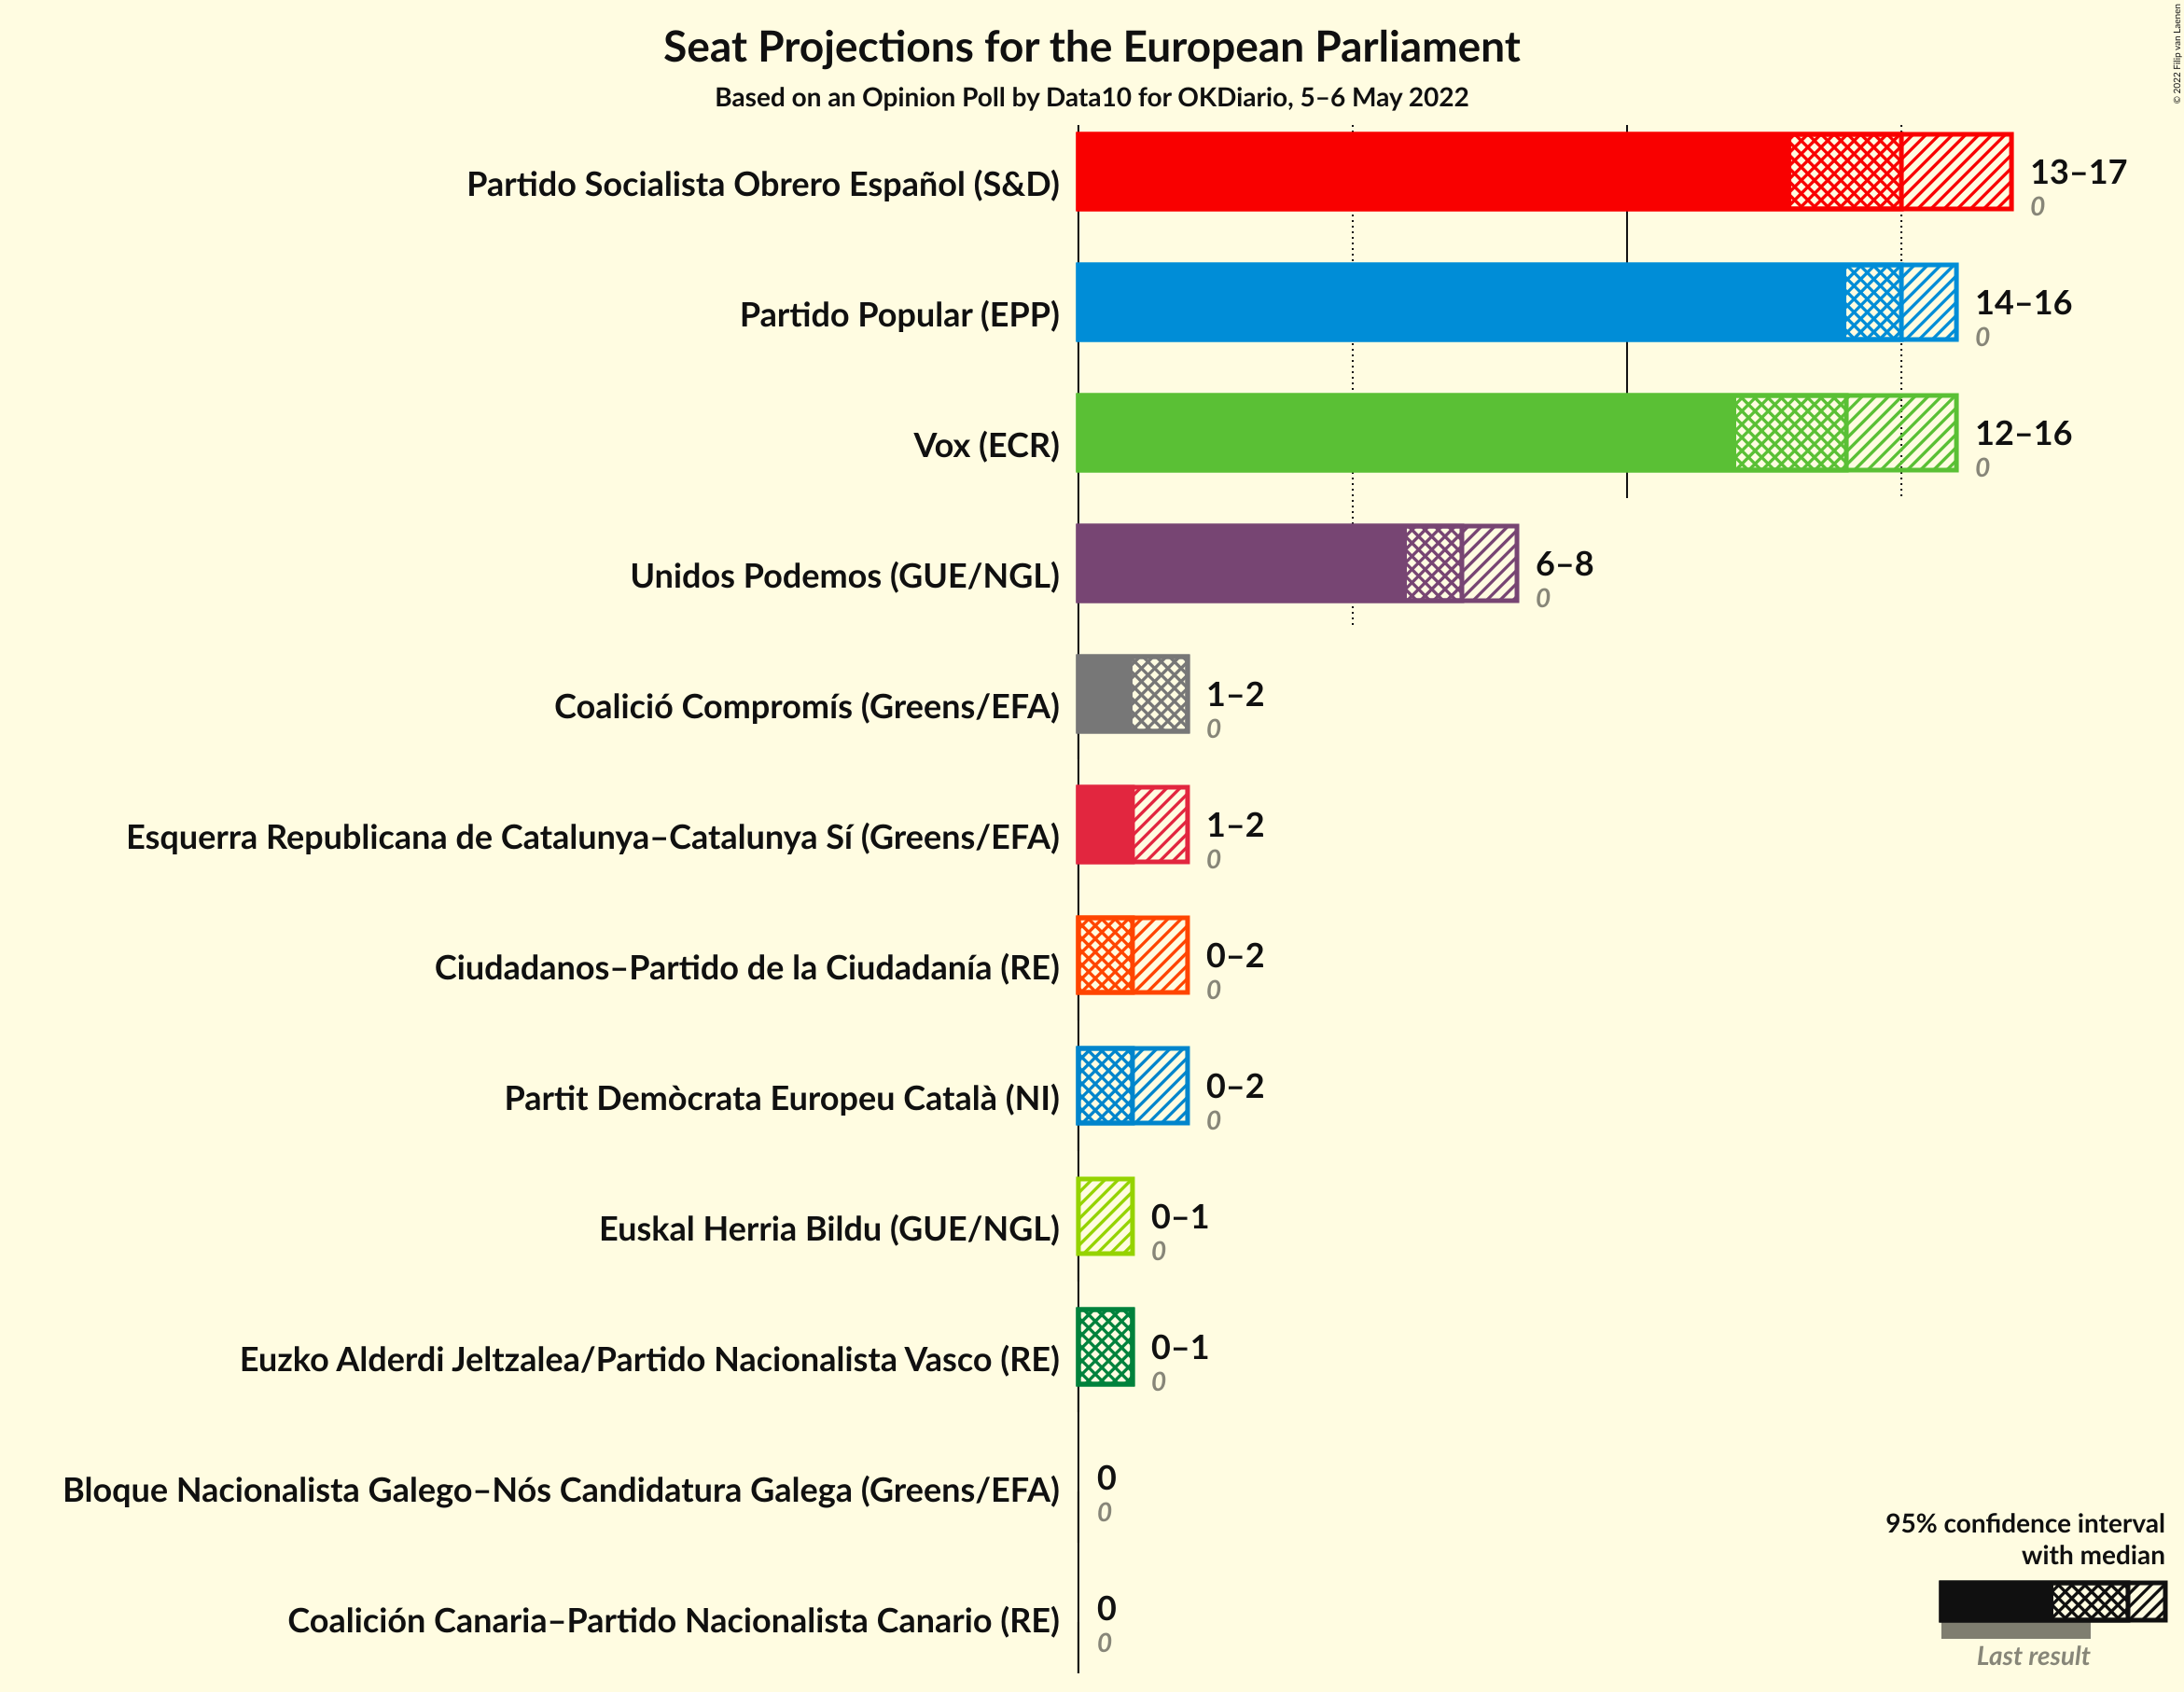 Seat Projections for the European Parliament
Based on an Opinion Poll by Data10 for OKDiario, 5–6 May 2022
© 2022 Filip van Laenen
Partido Socialista Obrero Español (S&D)
13–17
0
Partido Popular (EPP)
14–16
0
Vox (ECR)
12–16
0
Unidos Podemos (GUE/NGL)
6–8
0
Coalició Compromís (Greens/EFA)
1–2
0
Esquerra Republicana de Catalunya–Catalunya Sí (Greens/EFA)
1–2
0
Ciudadanos–Partido de la Ciudadanía (RE)
0–2
0
Partit Demòcrata Europeu Català (NI)
0–2
0
Euskal Herria Bildu (GUE/NGL)
0–1
0
Euzko Alderdi Jeltzalea/Partido Nacionalista Vasco (RE)
0–1
0
Bloque Nacionalista Galego–Nós Candidatura Galega (Greens/EFA)
0
0
Coalición Canaria–Partido Nacionalista Canario (RE)
0
0
95% confidence interval
with median
Last result